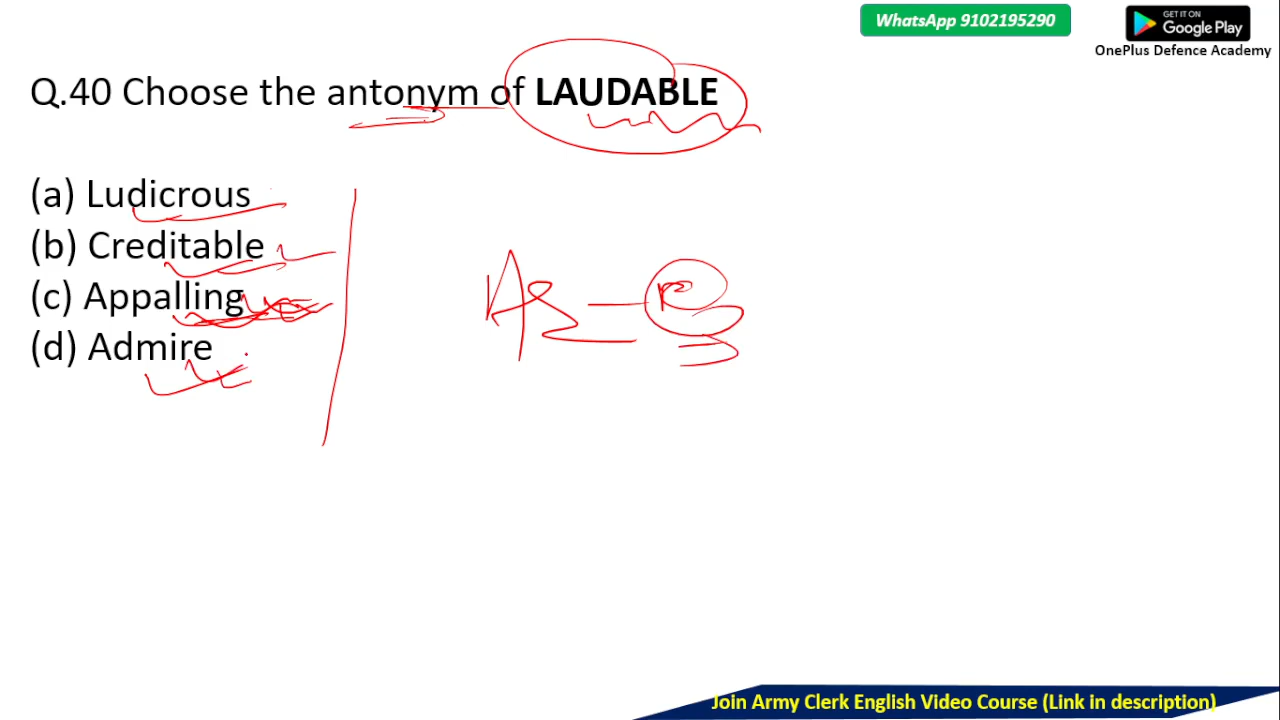 WhatsApp 9102195290
GET IT ON
Google Play
OnePlus Defence Academy
Q.40 Choose the antonym of LAUDABLE
(a) Ludicrous
(b) Creditable
(c) Appalling
(d) Admire
Join Army Clerk English Video Course (Link in description)